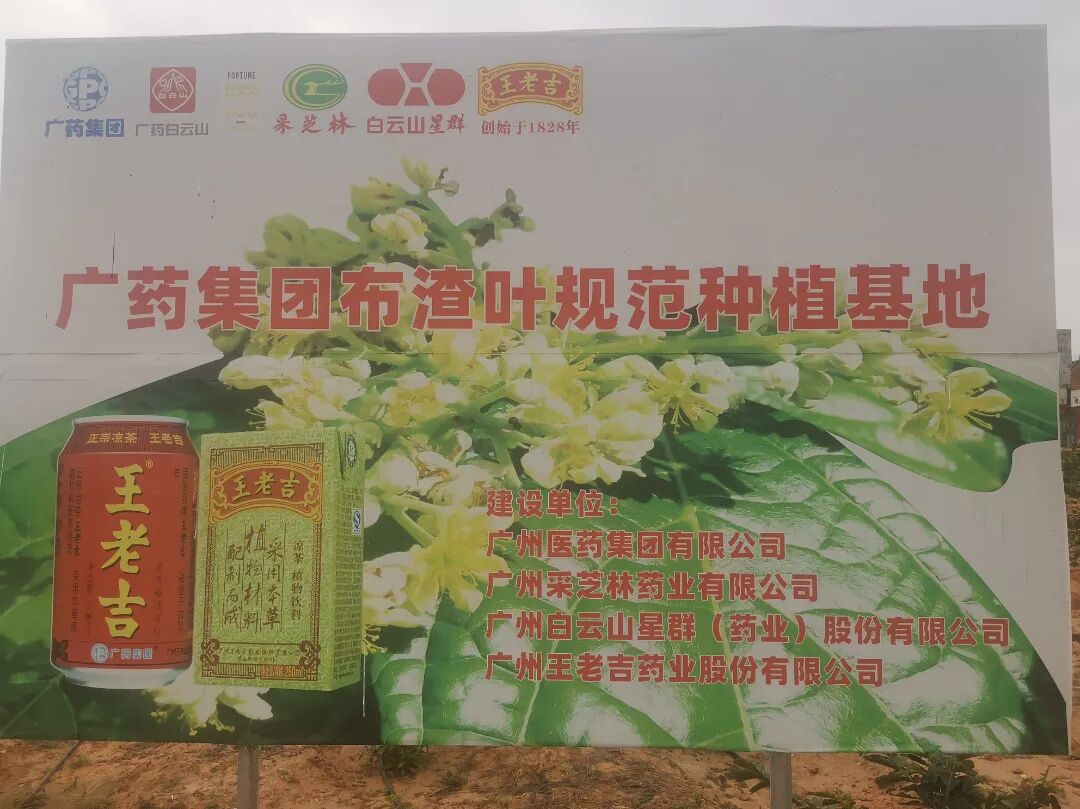 广药集团
广药白云山
FORTUNE
采芝林
白云山星群
王老吉
创始于1828年
广药集团布渣叶规范种植基地
正宗凉茶 王老吉
王老吉
广药集团
王老吉
凉茶 植物饮料
采用本草
植物材料
配制而成
建设单位：
广州医药集团有限公司
广州采芝林药业有限公司
广州白云山星群（药业）股份有限公司
广州王老吉药业股份有限公司